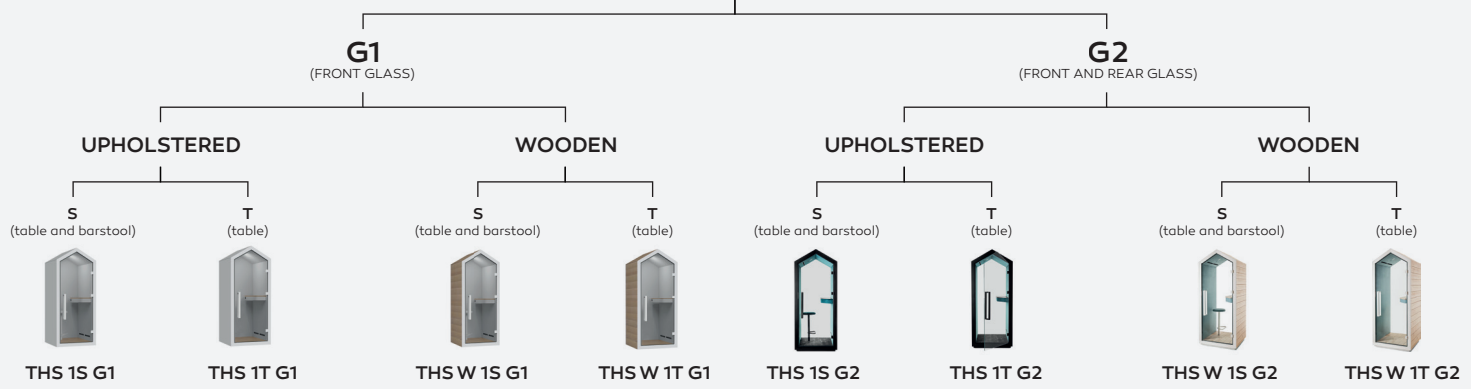 G1
(FRONT GLASS)
G2
(FRONT AND REAR GLASS)
UPHOLSTERED
WOODEN
UPHOLSTERED
WOODEN
S
(table and barstool)
T
(table)
S
(table and barstool)
T
(table)
S
(table and barstool)
T
(table)
S
(table and barstool)
T
(table)
THS 1S G1
THS 1T G1
THS W 1S G1
THS W 1T G1
THS 1S G2
THS 1T G2
THS W 1S G2
THS W 1T G2